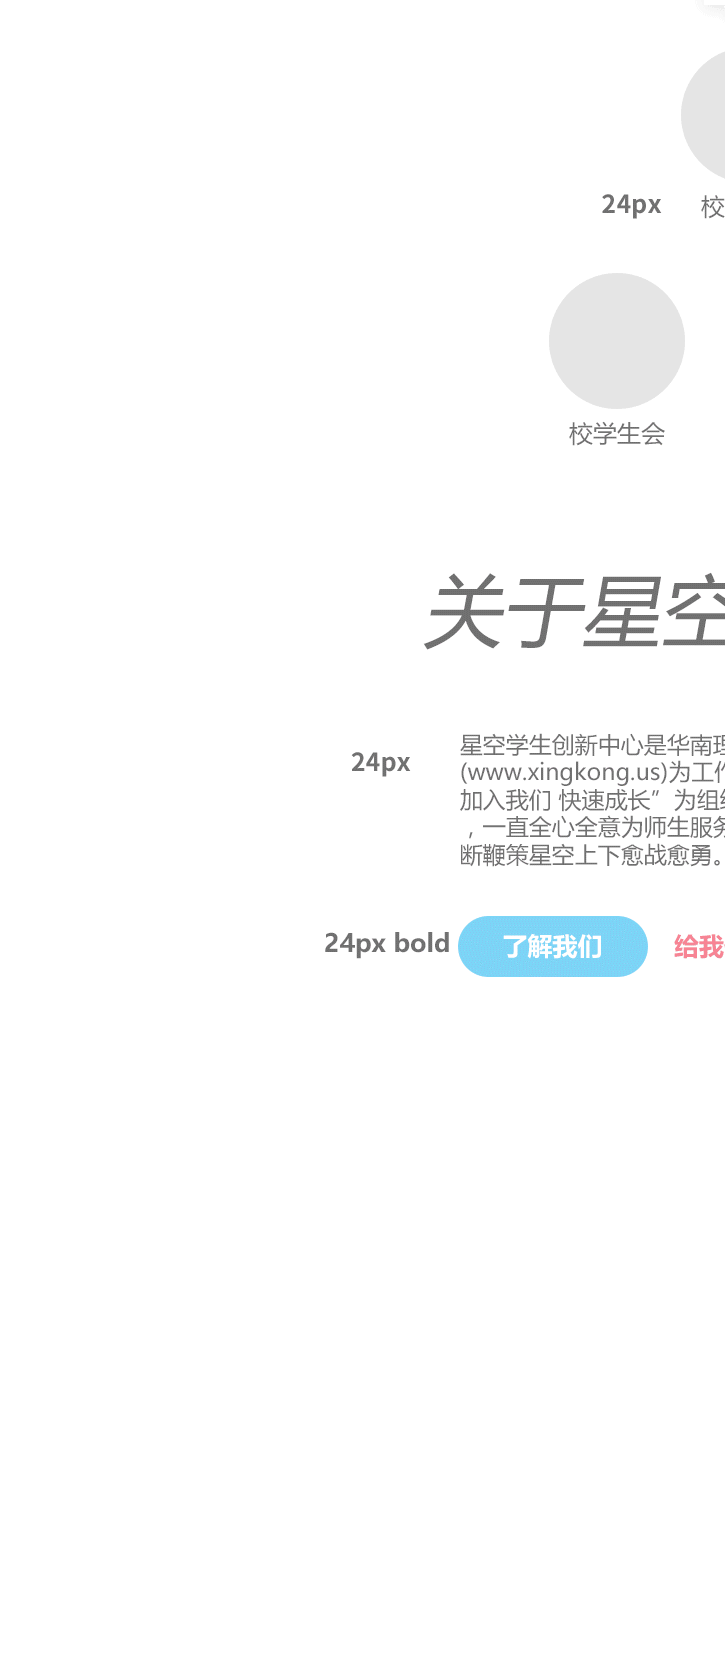 24px 校
校学生会
关于星空
24px
星空学生创新中心是华南理
(www.xingkong.us)为工作
加入我们 快速成长”为组织
，一直全心全意为师生服务
断鞭策星空上下愈战愈勇。
24px bold 了解我们 给我